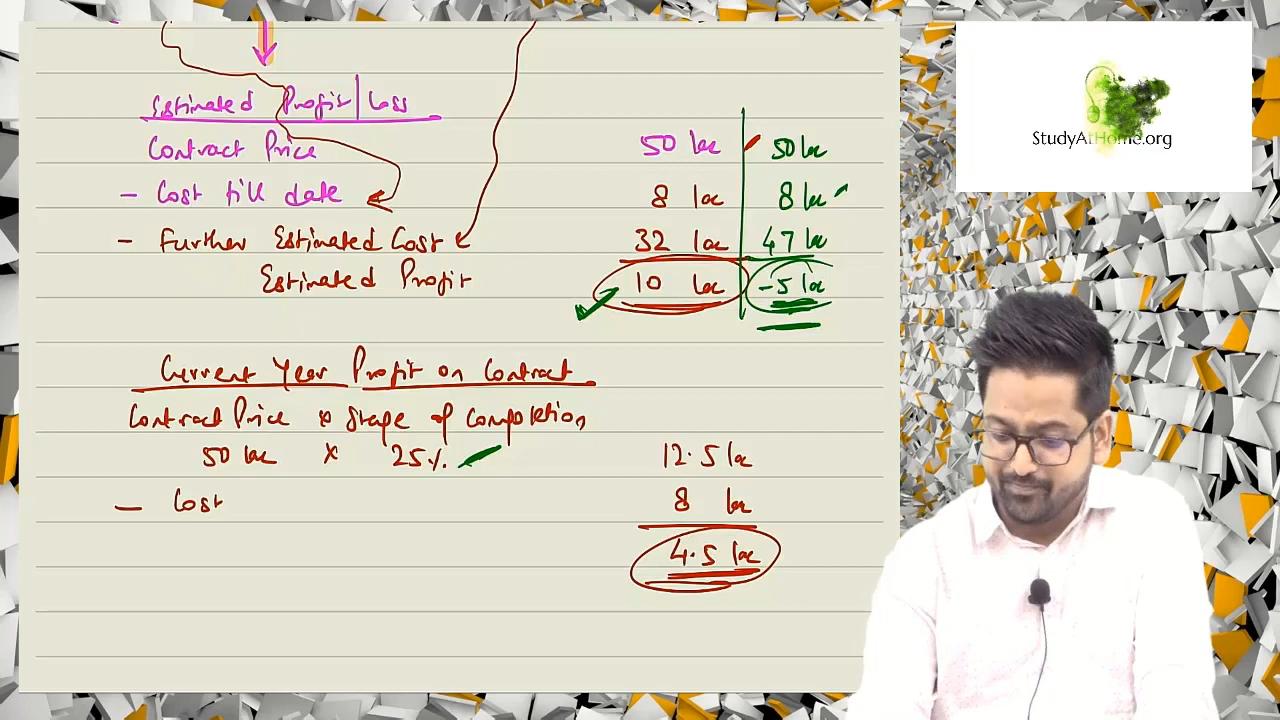 StudyAtHome.org
Estimated Profit | Loss
Contract Price 50 lac 50 lac
- Cost till date 8 lac 8 lac
- Further Estimated Cost 32 lac 47 lac
Estimated Profit 10 lac -5 lac
Current Year Profit on Contract
Contract Price × Stage of completion
50 lac × 25% 12.5 lac
- Cost 8 lac
4.5 lac